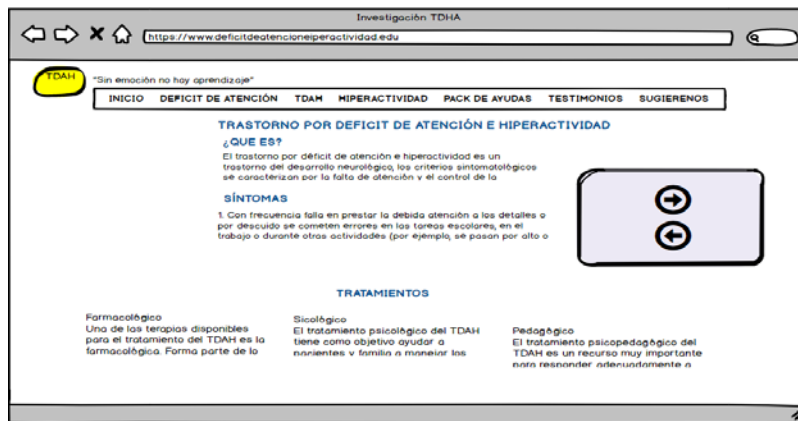 Investigación TDHA
https://www.deficitdeatencioneiperactividad.edu
TDAH
"Sin emoción no hay aprendizaje"
INICIO DEFICIT DE ATENCIÓN TDAH HIPERACTIVIDAD PACK DE AYUDAS TESTIMONIOS SUGIERENOS
TRASTORNO POR DEFICIT DE ATENCIÓN E HIPERACTIVIDAD
¿QUE ES?
El trastorno por déficit de atención e hiperactividad es un
trastorno del desarrollo neurológico, los criterios sintomatológicos
se caracterizan por la falta de atención y el control de la
SÍNTOMAS
1. Con frecuencia falla en prestar la debida atención a los detalles o
por descuido se cometen errores en las tareas escolares, en el
trabajo o durante otras actividades (por ejemplo, se pasan por alto o
TRATAMIENTOS
Farmacológico
Una de las terapias disponibles
para el tratamiento del TDAH es la
farmacológica. Forma parte de lo
Sicológico
El tratamiento psicológico del TDAH
tiene como objetivo ayudar a
pacientes y familia a manejar los
Pedagógico
El tratamiento psicopedagógico del
TDAH es un recurso muy importante
para responder adecuadamente a